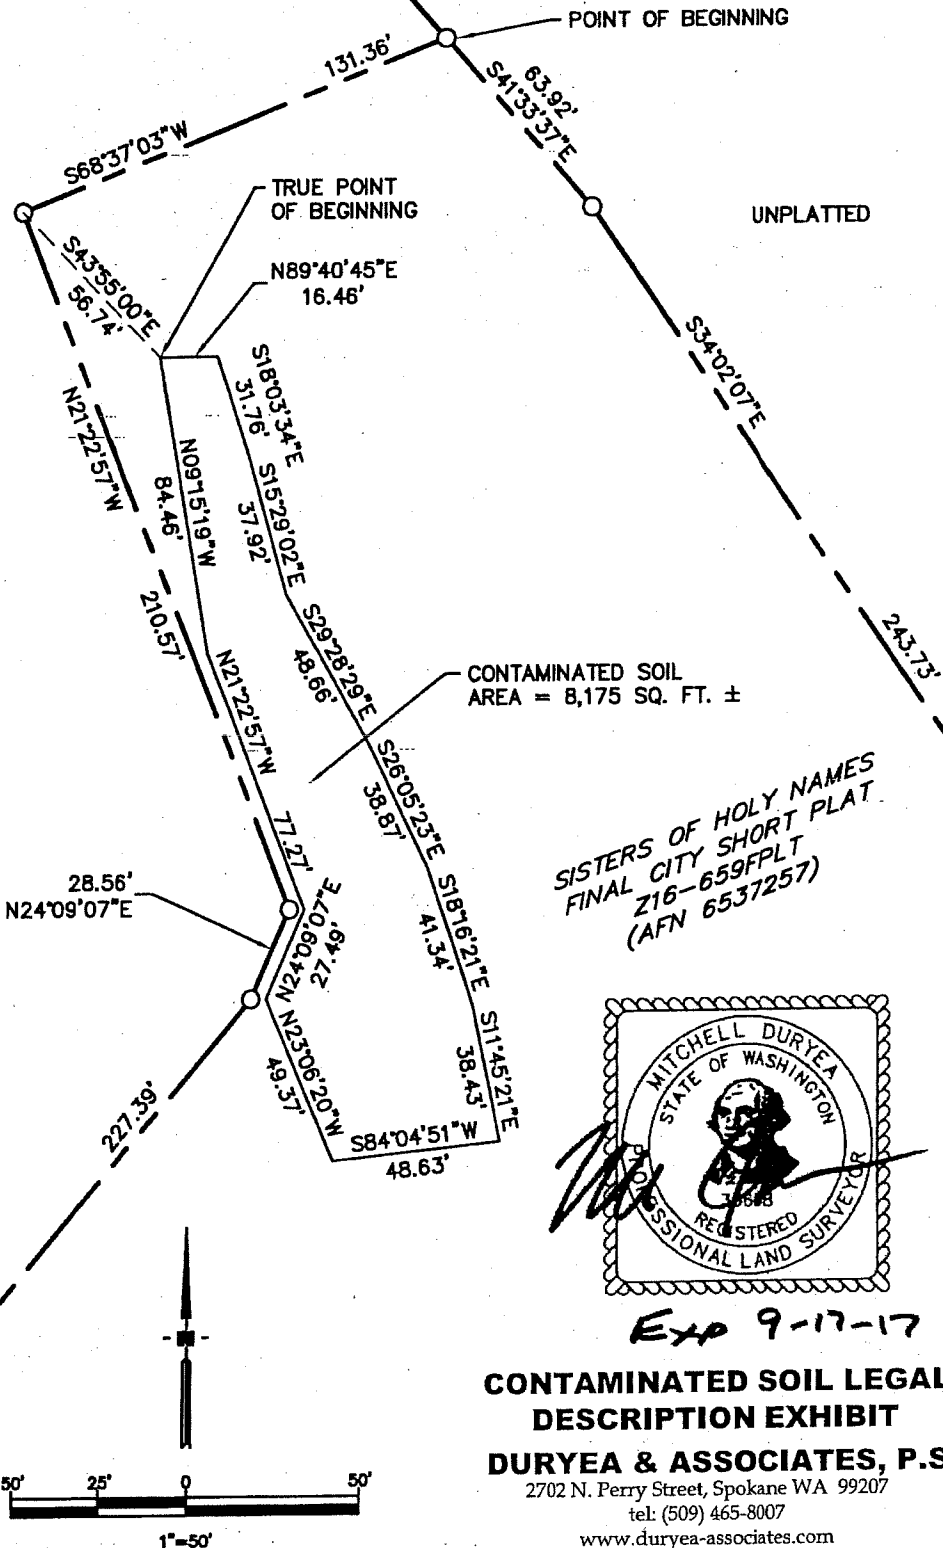 POINT OF BEGINNING
131.36'
63.92'
S41°33'37"E
S68°37'03"W
TRUE POINT
OF BEGINNING
UNPLATTED
S43°55'00"E
56.74'
N89°40'45"E
16.46'
S34°02'07"E
S18°03'34"E
31.76'
N21°22'57"W
N09°15'19"W
84.46'
S15°29'02"E
37.92'
210.57'
S29°28'29"E
48.66'
243.73'
N21°22'57"W
77.27'
CONTAMINATED SOIL
AREA = 8,175 SQ. FT. ±
S26°05'23"E
38.87'
SISTERS OF HOLY NAMES
FINAL CITY SHORT PLAT
Z16-659FPLT
(AFN 6537257)
28.56'
N24°09'07"E
N24°09'07"E
27.49'
S18°16'21"E
41.34'
N23°06'20"W
49.37'
S11°45'21"E
38.43'
S84°04'51"W
48.63'
227.39'
MITCHELL DURYEA
STATE OF WASHINGTON
REGISTERED
PROFESSIONAL LAND SURVEYOR
Exp 9-17-17
CONTAMINATED SOIL LEGAL
DESCRIPTION EXHIBIT
DURYEA & ASSOCIATES, P.S
2702 N. Perry Street, Spokane WA 99207
tel: (509) 465-8007
www.duryea-associates.com
50' 25' 0 50'
1"=50'